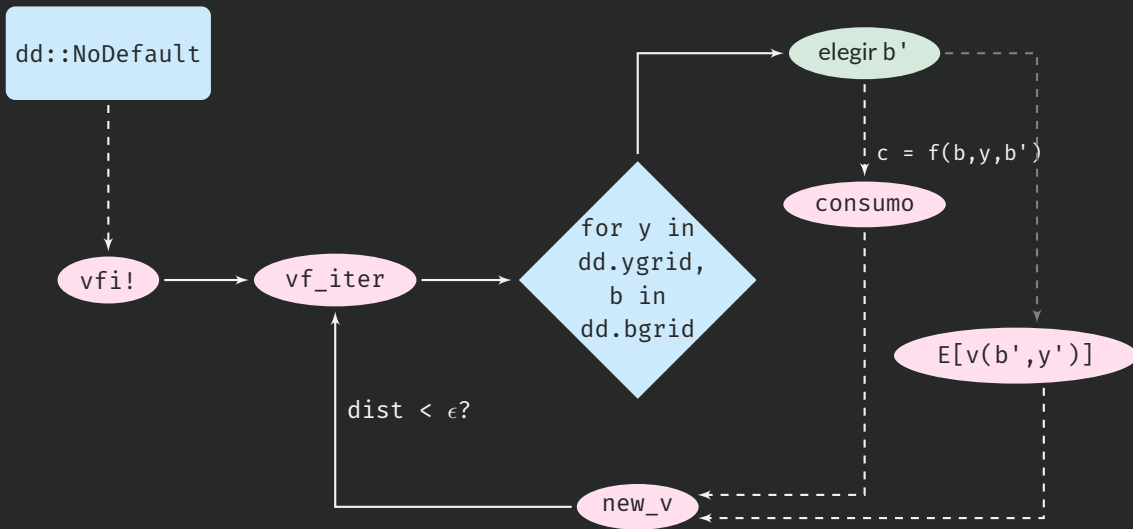 dd::NoDefault
elegir b'
c = f(b,y,b')
consumo
for y in
dd.ygrid,
b in
dd.bgrid
vfi!
vf_iter
E[v(b',y')]
dist < ϵ?
new_v